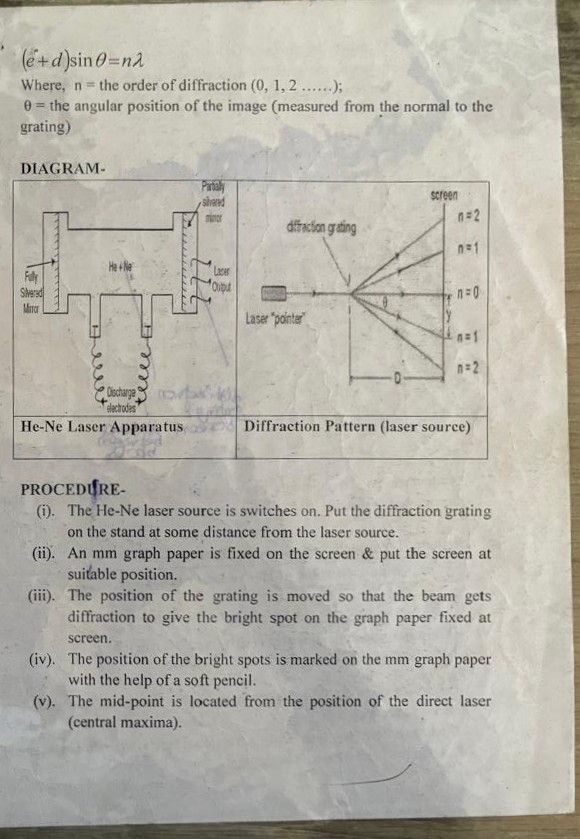 (e+d)sinθ=nλ
Where, n = the order of diffraction (0, 1, 2 ……);
θ = the angular position of the image (measured from the normal to the
grating)
DIAGRAM-
Partially
silvered
mirror
He + Ne
Fully
Silvered
Mirror
Laser
Output
Discharge
electrodes
He-Ne Laser Apparatus
screen
diffraction grating
n=2
n=1
n=0
Laser "pointer"
θ
y
n=1
n=2
D
Diffraction Pattern (laser source)
PROCEDURE-
(i). The He-Ne laser source is switches on. Put the diffraction grating
on the stand at some distance from the laser source.
(ii). An mm graph paper is fixed on the screen & put the screen at
suitable position.
(iii). The position of the grating is moved so that the beam gets
diffraction to give the bright spot on the graph paper fixed at
screen.
(iv). The position of the bright spots is marked on the mm graph paper
with the help of a soft pencil.
(v). The mid-point is located from the position of the direct laser
(central maxima).